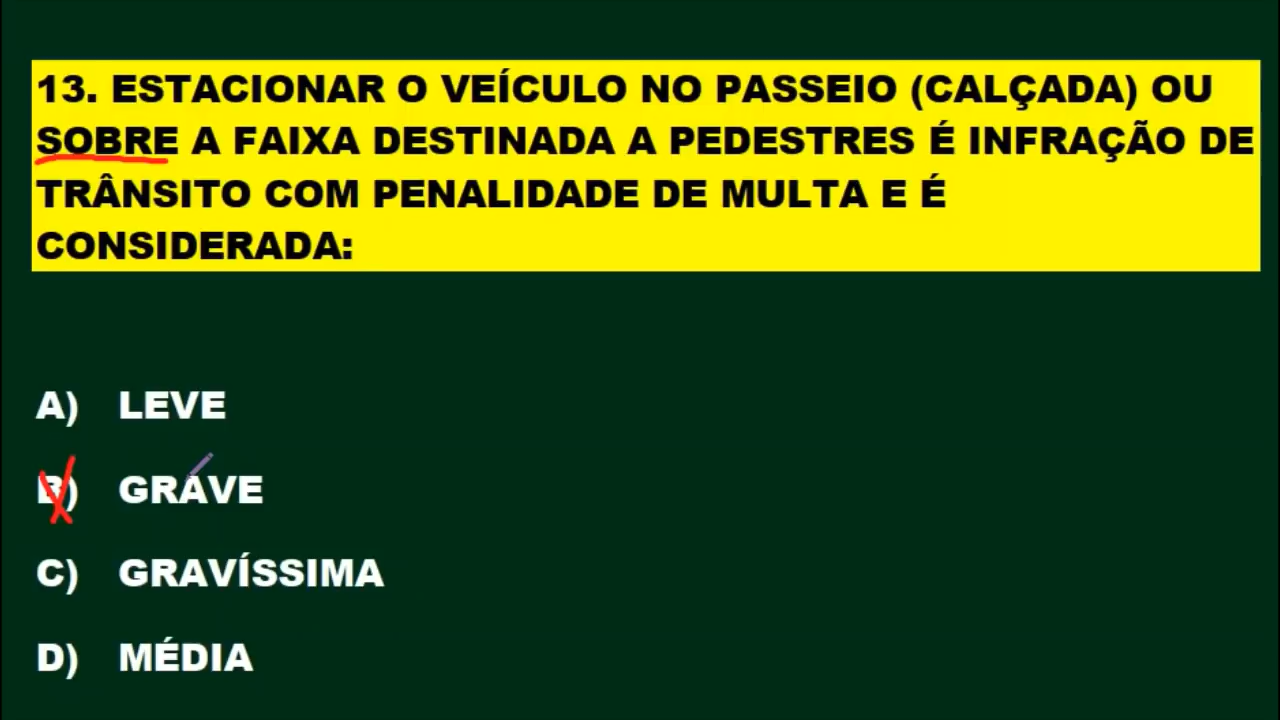 13. ESTACIONAR O VEÍCULO NO PASSEIO (CALÇADA) OU
SOBRE A FAIXA DESTINADA A PEDESTRES É INFRAÇÃO DE
TRÂNSITO COM PENALIDADE DE MULTA E É
CONSIDERADA:
A) LEVE
B) GRAVE
C) GRAVÍSSIMA
D) MÉDIA